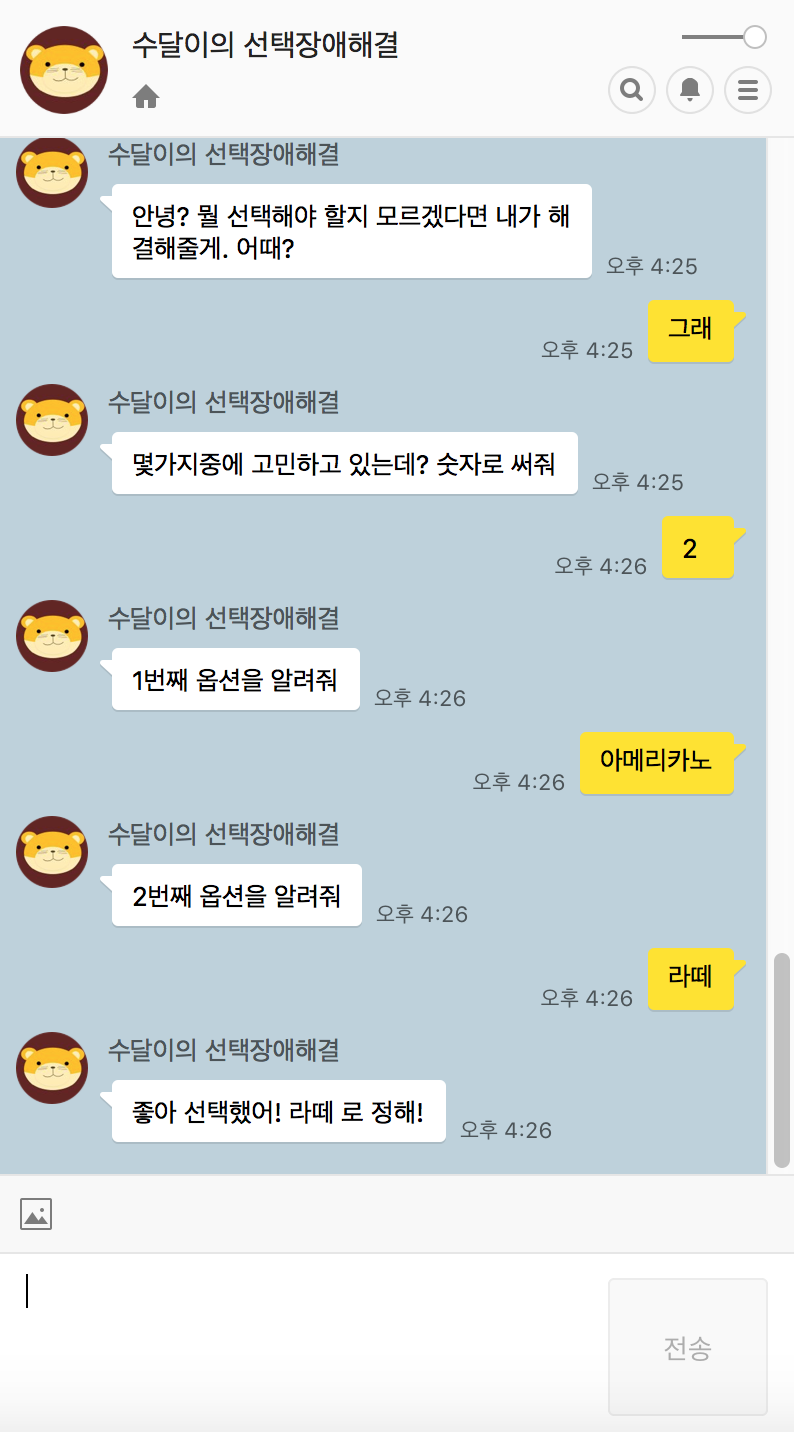 수달이의 선택장애해결
수달이의 선택장애해결
안녕? 뭘 선택해야 할지 모르겠다면 내가 해
결해줄게. 어때?
오후 4:25
그래
오후 4:25
수달이의 선택장애해결
몇가지중에 고민하고 있는데? 숫자로 써줘
오후 4:25
2
오후 4:26
수달이의 선택장애해결
1번째 옵션을 알려줘
오후 4:26
아메리카노
오후 4:26
수달이의 선택장애해결
2번째 옵션을 알려줘
오후 4:26
라떼
오후 4:26
수달이의 선택장애해결
좋아 선택했어! 라떼 로 정해!
오후 4:26
전송